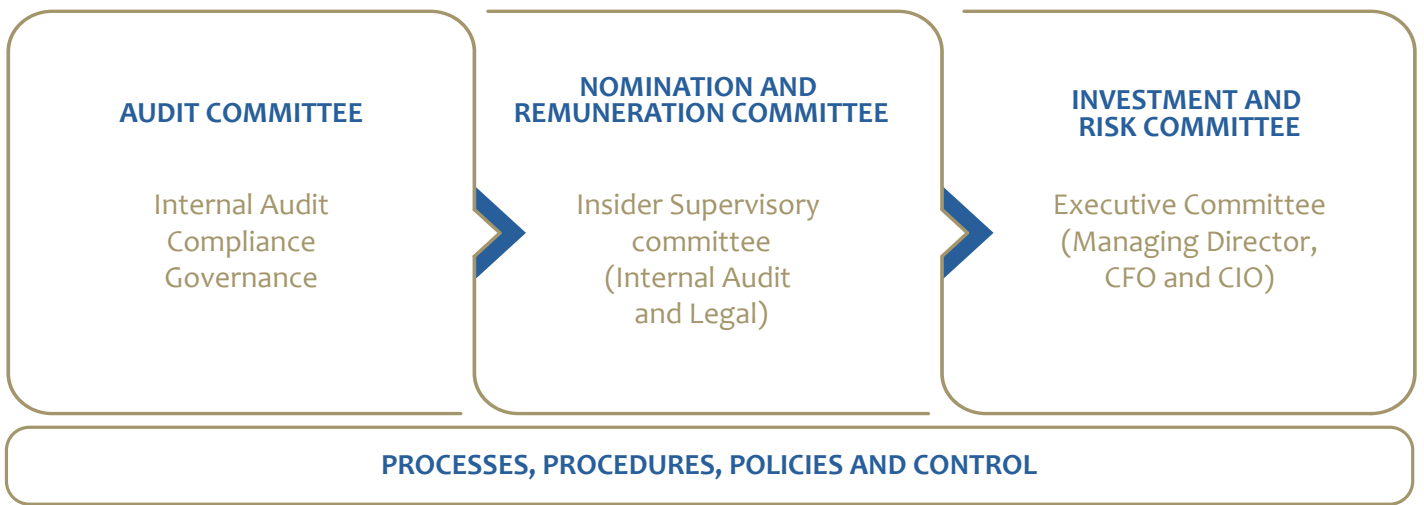 AUDIT COMMITTEE
Internal Audit
Compliance
Governance
NOMINATION AND
REMUNERATION COMMITTEE
Insider Supervisory
committee
(Internal Audit
and Legal)
INVESTMENT AND
RISK COMMITTEE
Executive Committee
(Managing Director,
CFO and CIO)
PROCESSES, PROCEDURES, POLICIES AND CONTROL